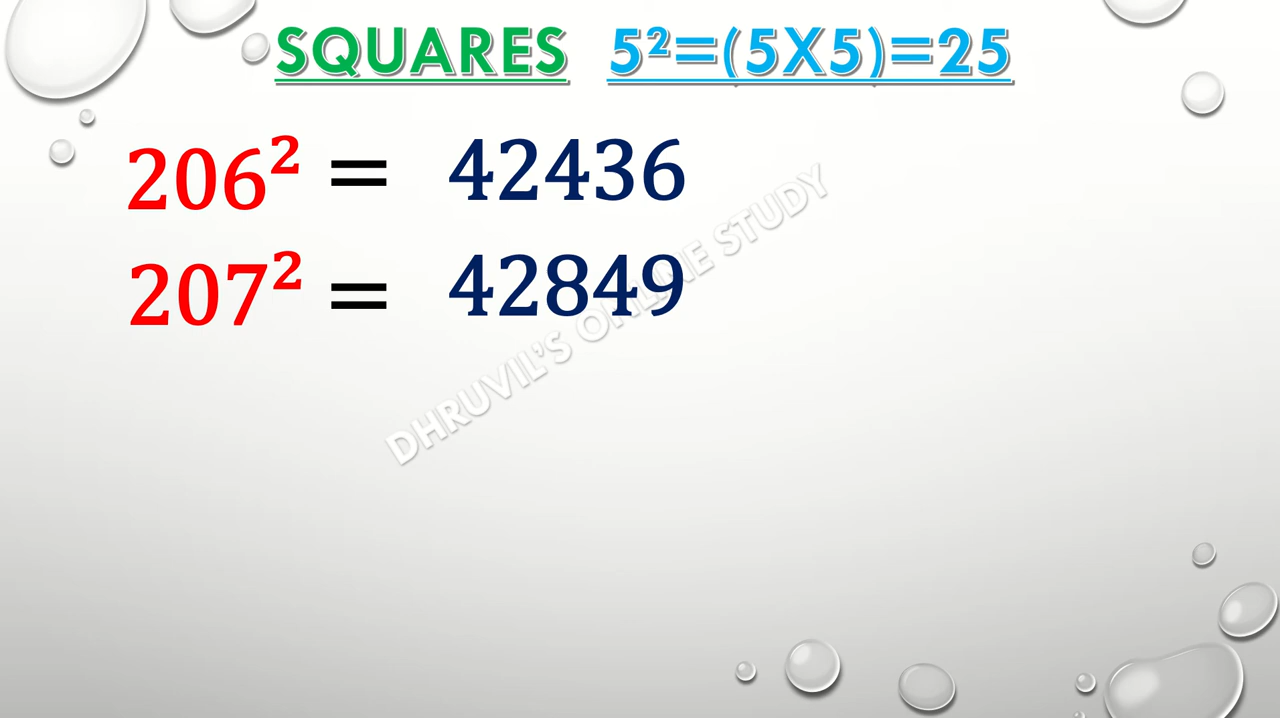 SQUARES 5²=(5X5)=25
206² = 42436
207² = 42849
DHRUVIL'S ONLINE STUDY